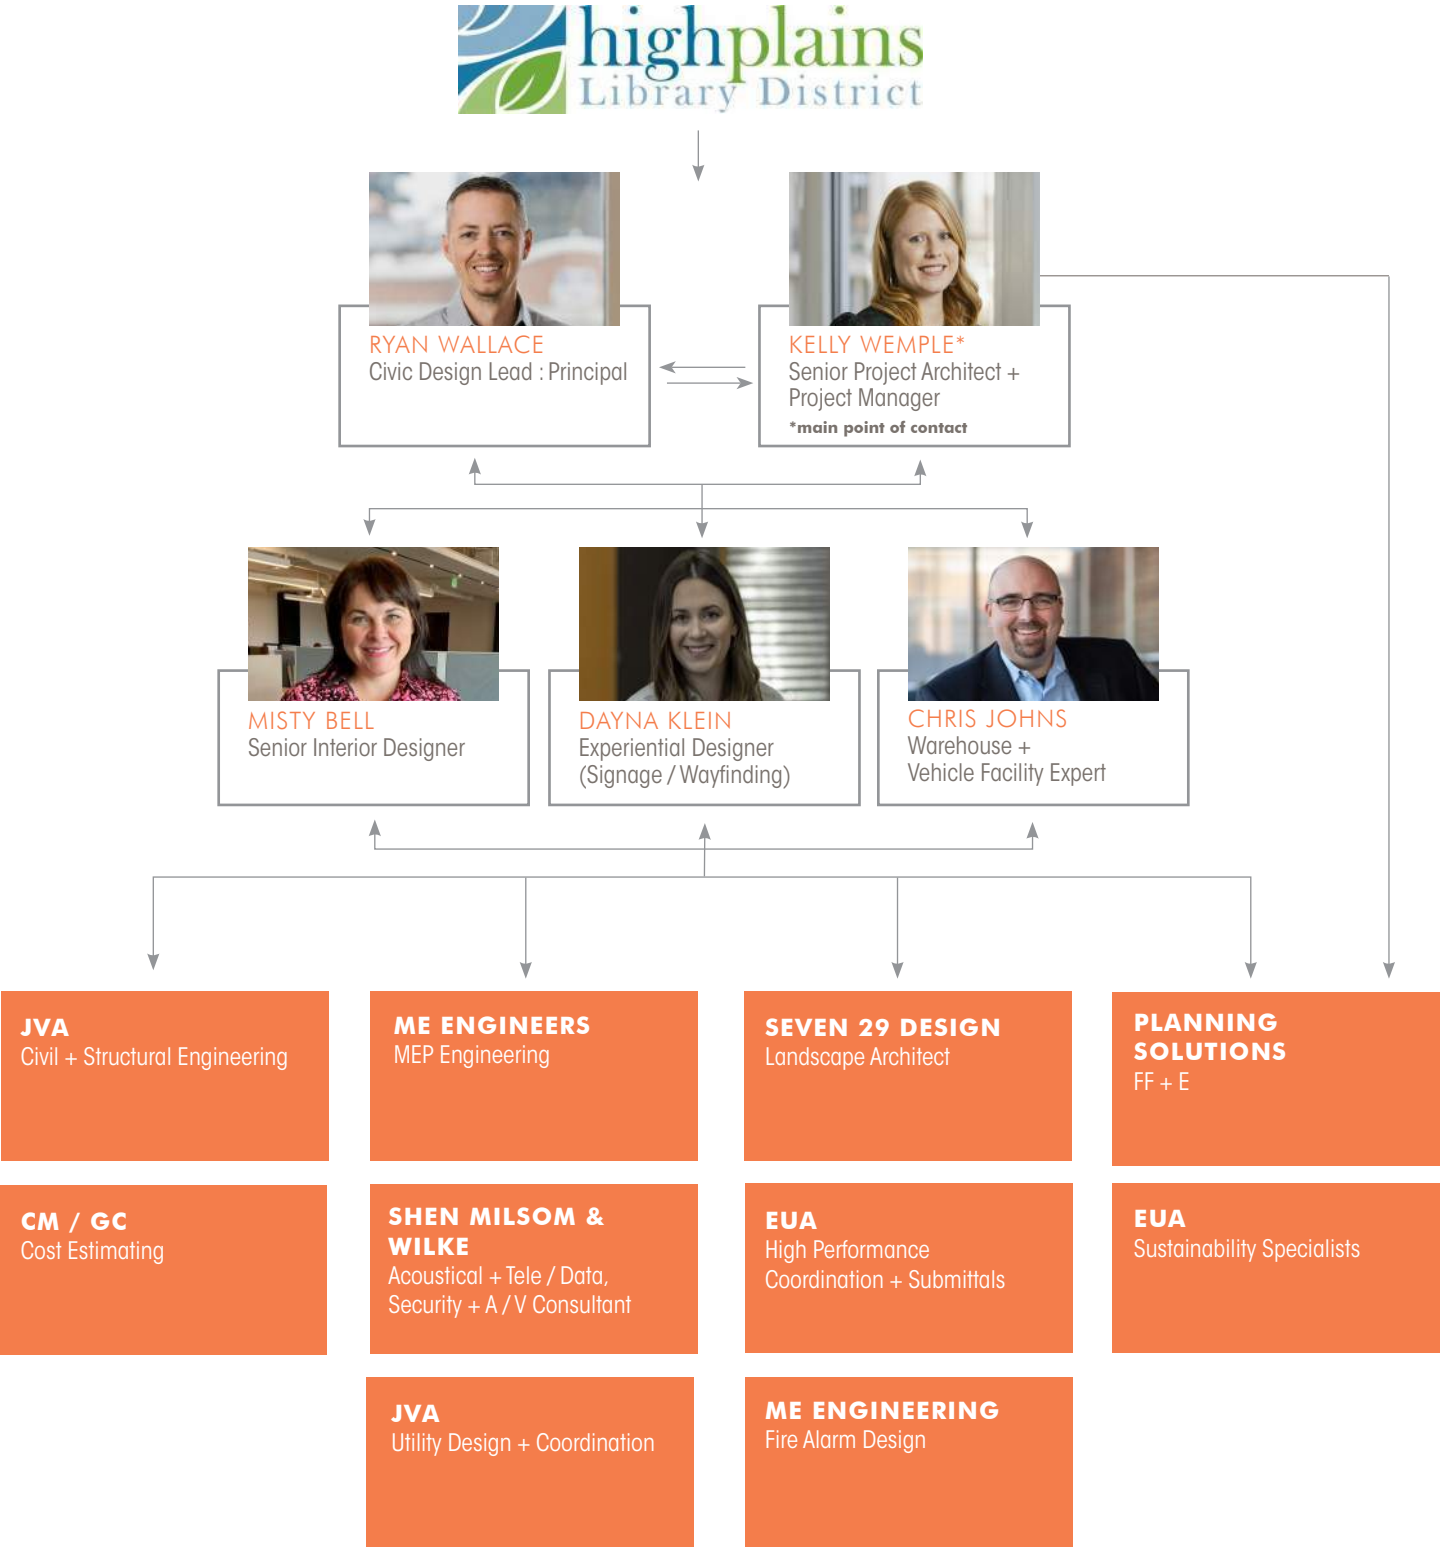 highplains
Library District
RYAN WALLACE
Civic Design Lead : Principal
KELLY WEMPLE*
Senior Project Architect +
Project Manager
*main point of contact
MISTY BELL
Senior Interior Designer
DAYNA KLEIN
Experiential Designer
(Signage / Wayfinding)
CHRIS JOHNS
Warehouse +
Vehicle Facility Expert
JVA
Civil + Structural Engineering
ME ENGINEERS
MEP Engineering
SEVEN 29 DESIGN
Landscape Architect
PLANNING
SOLUTIONS
FF + E
CM / GC
Cost Estimating
SHEN MILSOM &
WILKE
Acoustical + Tele / Data,
Security + A / V Consultant
EUA
High Performance
Coordination + Submittals
EUA
Sustainability Specialists
JVA
Utility Design + Coordination
ME ENGINEERING
Fire Alarm Design